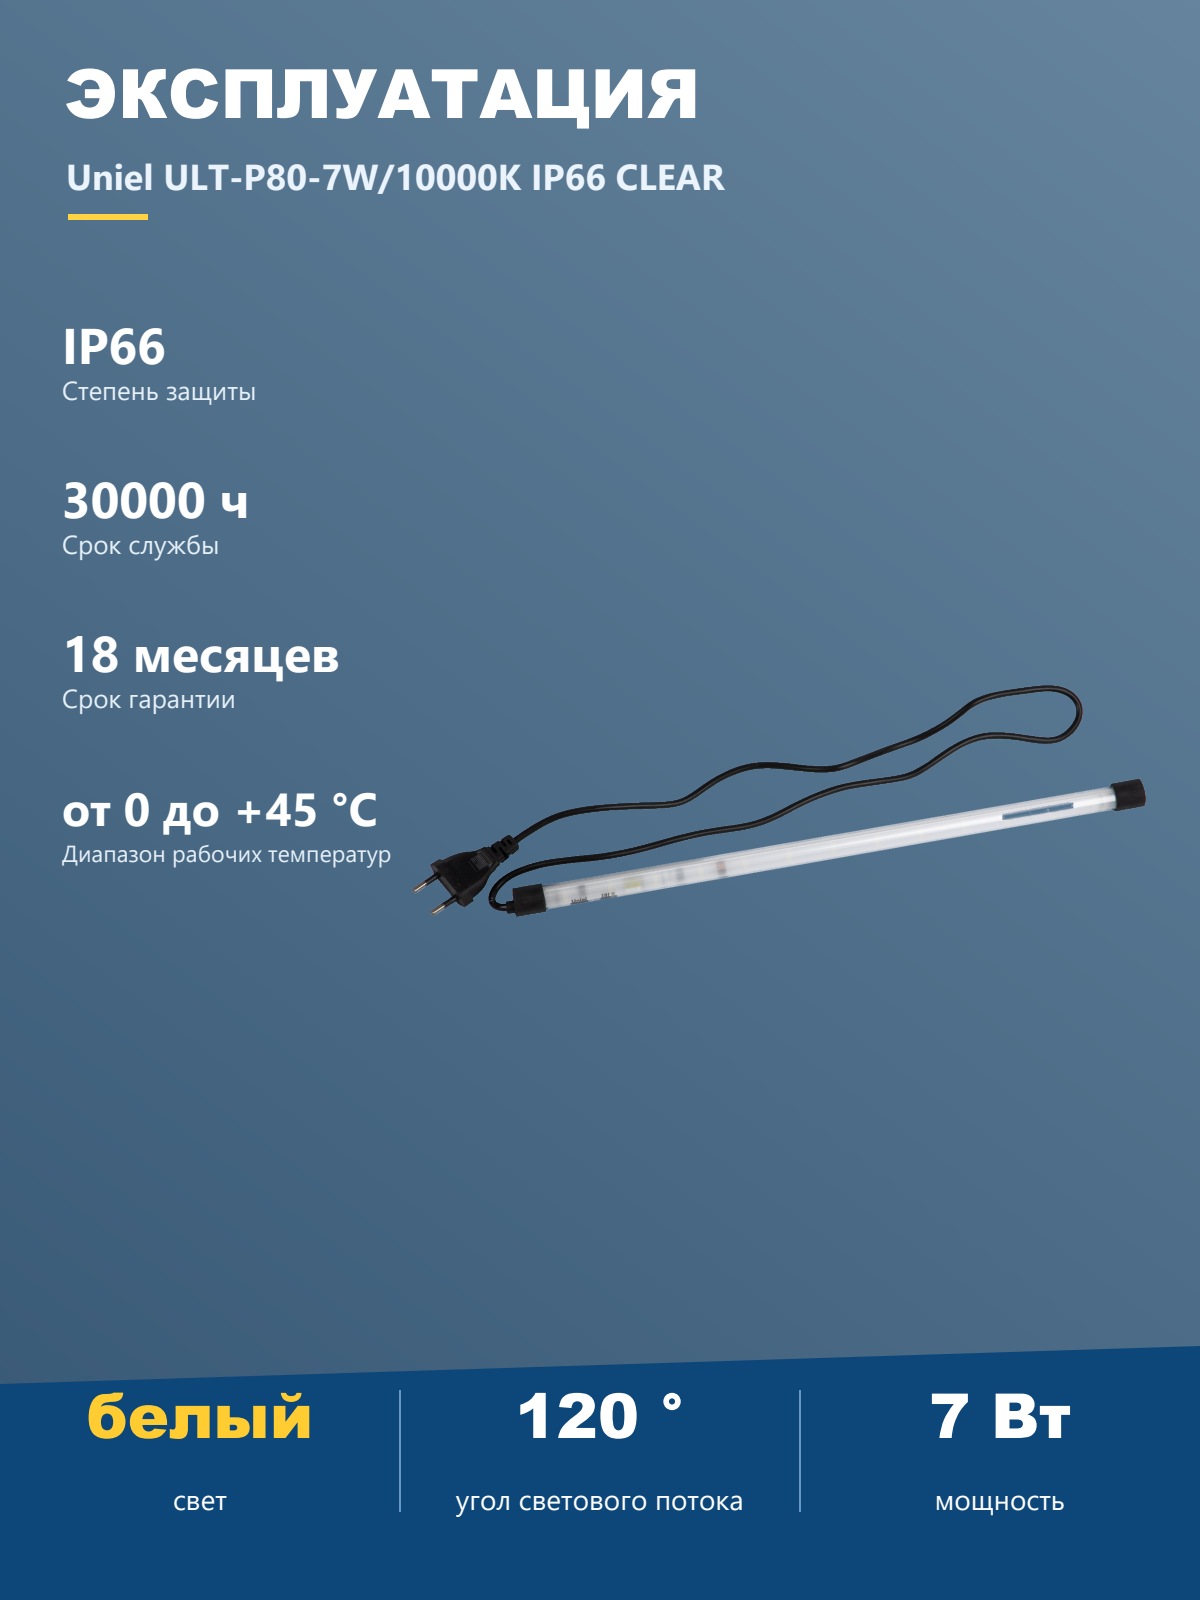 ЭКСПЛУАТАЦИЯ
Uniel ULT-P80-7W/10000K IP66 CLEAR
IP66
Степень защиты
30000 ч
Срок службы
18 месяцев
Срок гарантии
от 0 до +45 °C
Диапазон рабочих температур
белый
свет
120 °
угол светового потока
7 Вт
мощность